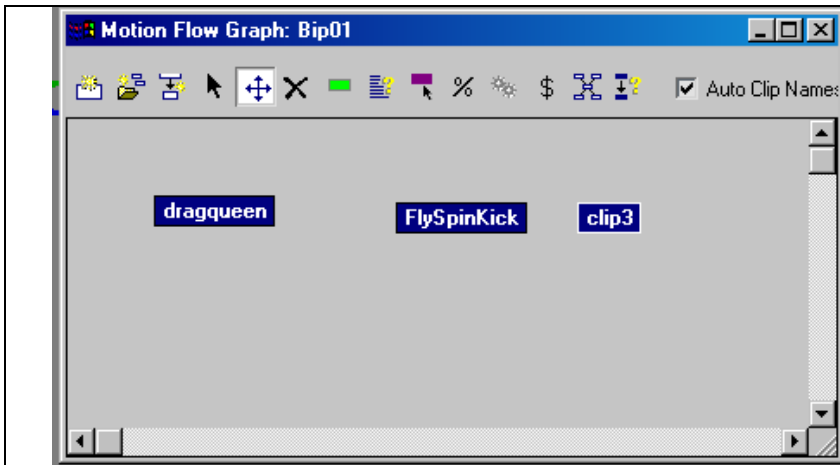 Motion Flow Graph: Bip01
% $ Auto Clip Names
dragqueen FlySpinKick clip3